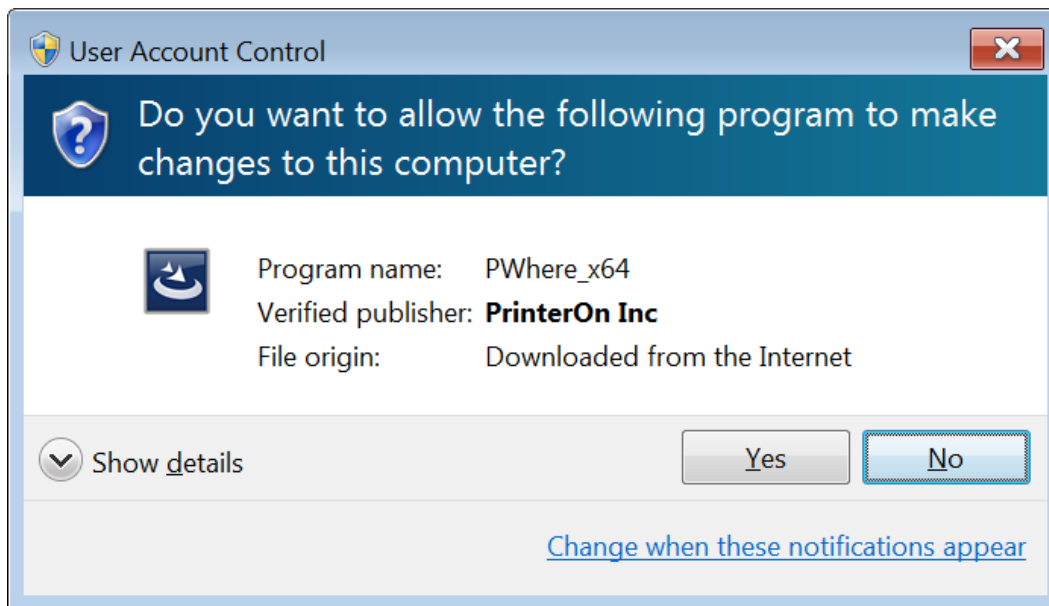 User Account Control
Do you want to allow the following program to make
changes to this computer?
Program name: PWhere_x64
Verified publisher: PrinterOn Inc
File origin: Downloaded from the Internet
Show details
Yes
No
Change when these notifications appear